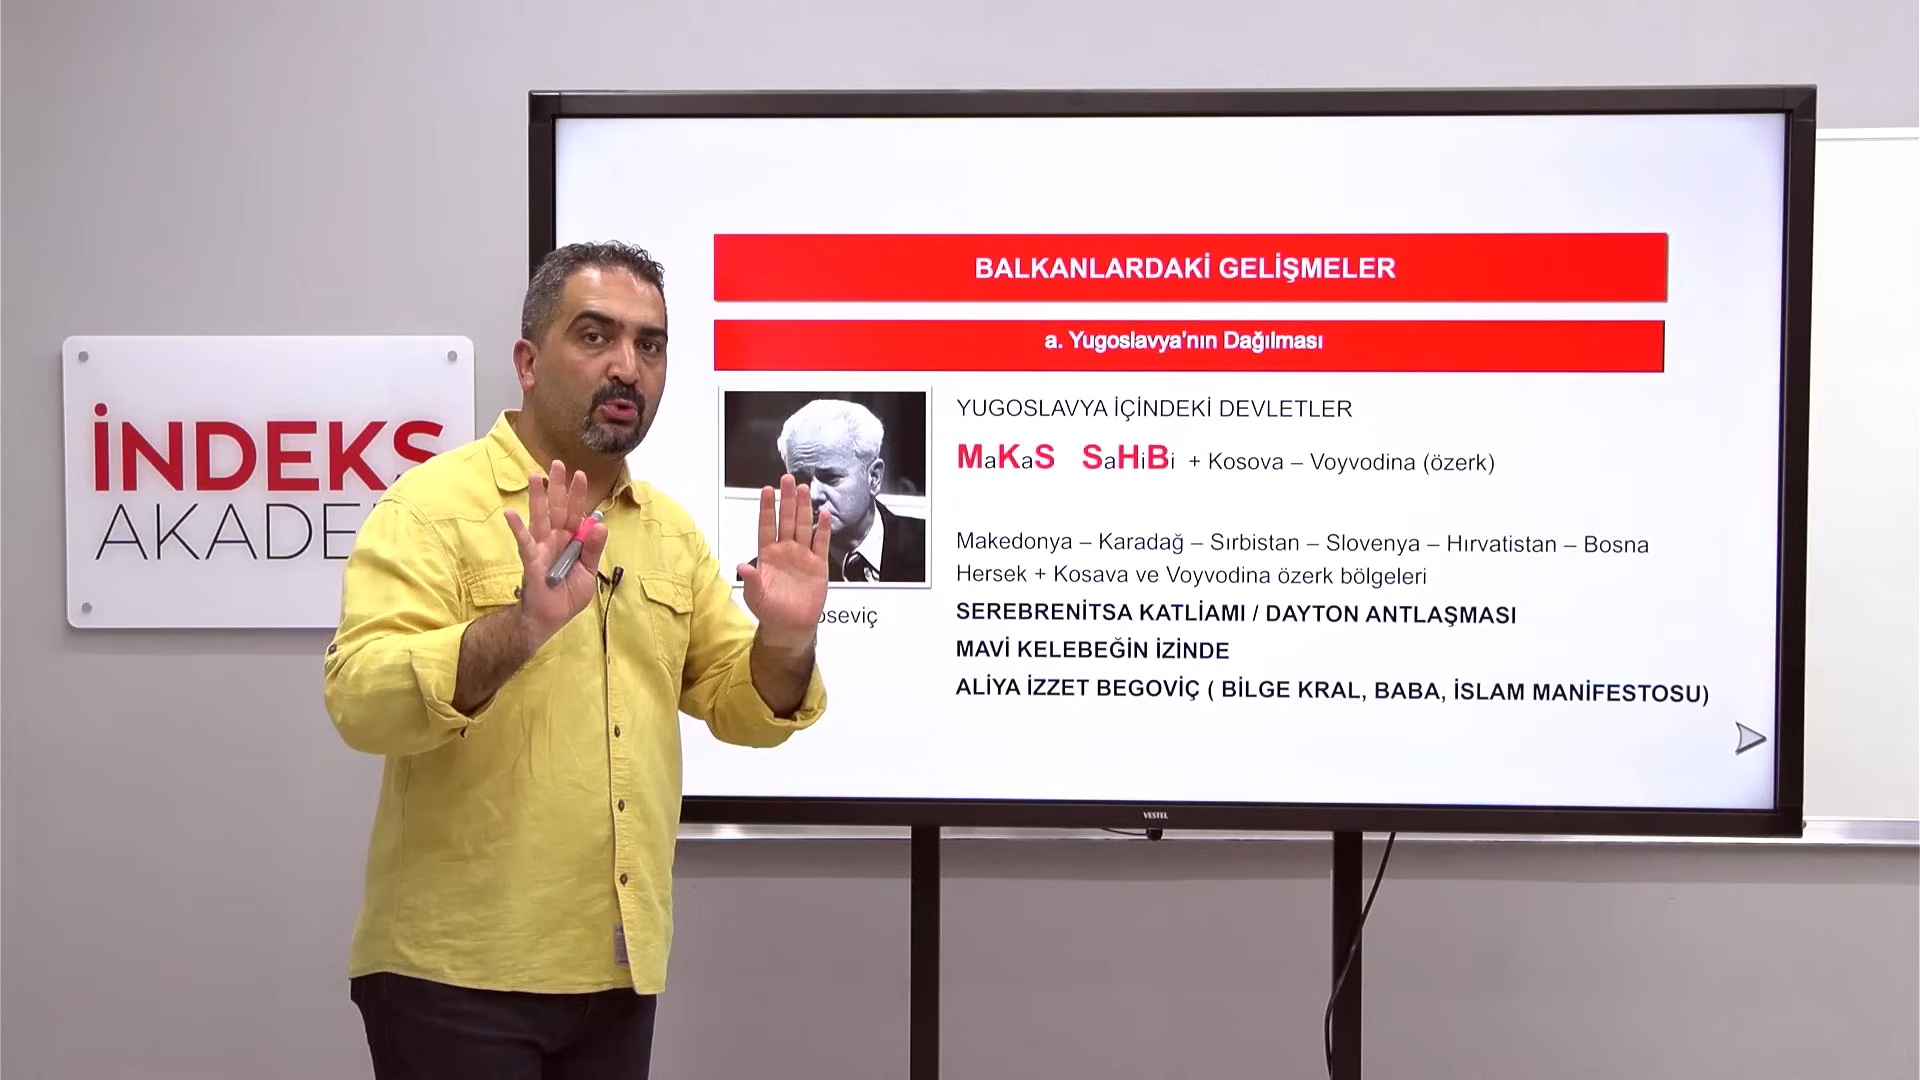 İNDEKS
AKADE
BALKANLARDAKİ GELİŞMELER
a. Yugoslavya'nın Dağılması
YUGOSLAVYA İÇİNDEKİ DEVLETLER
MaKaS SaHiBi + Kosova – Voyvodina (özerk)
Makedonya – Karadağ – Sırbistan – Slovenya – Hırvatistan – Bosna
Hersek + Kosava ve Voyvodina özerk bölgeleri
oseviç
SEREBRENİTSA KATLİAMI / DAYTON ANTLAŞMASI
MAVİ KELEBEĞİN İZİNDE
ALİYA İZZET BEGOVİÇ ( BİLGE KRAL, BABA, İSLAM MANİFESTOSU)
VESTEL